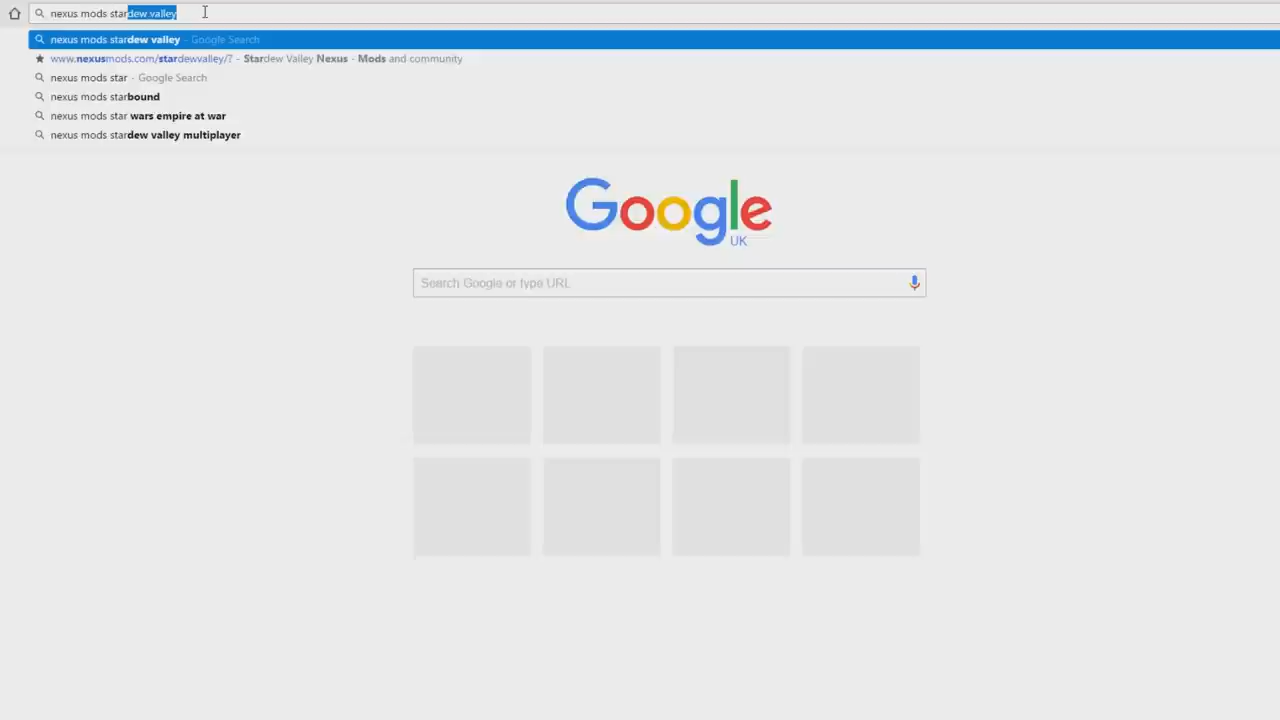 nexus mods stardew valley
nexus mods stardew valley - Google Search
www.nexusmods.com/stardewvalley/? - Stardew Valley Nexus - Mods and community
nexus mods star - Google Search
nexus mods starbound
nexus mods star wars empire at war
nexus mods stardew valley multiplayer
Google
UK
Search Google or type URL